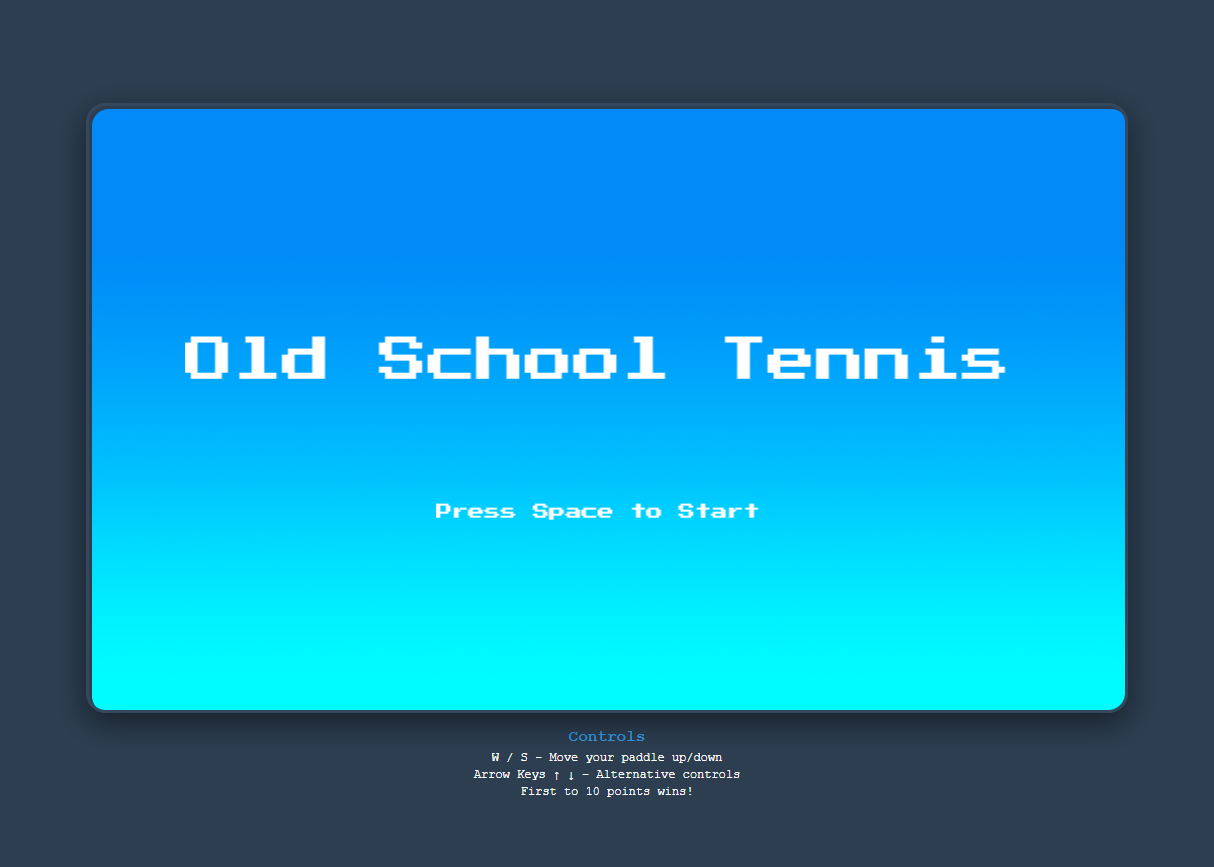 Old School Tennis
Press Space to Start
Controls
W / S - Move your paddle up/down
Arrow Keys ↑ ↓ - Alternative controls
First to 10 points wins!